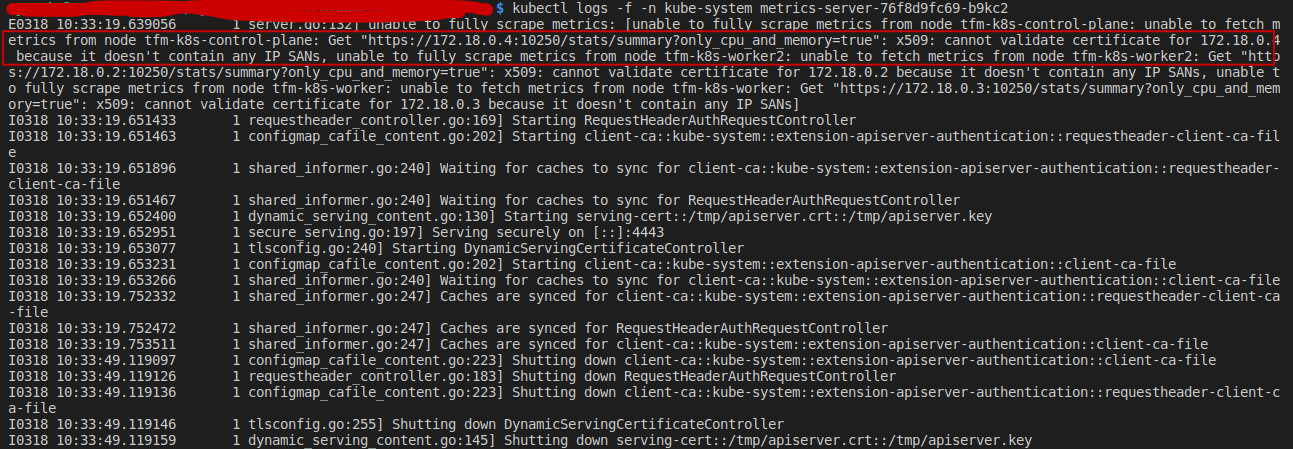 $ kubectl logs -f -n kube-system metrics-server-76f8d9fc69-b9kc2
E0318 10:33:19.639056       1 server.go:132] unable to fully scrape metrics: [unable to fully scrape metrics from node tfm-k8s-control-plane: unable to fetch m
etrics from node tfm-k8s-control-plane: Get "https://172.18.0.4:10250/stats/summary?only_cpu_and_memory=true": x509: cannot validate certificate for 172.18.0.4
 because it doesn't contain any IP SANs, unable to fully scrape metrics from node tfm-k8s-worker2: unable to fetch metrics from node tfm-k8s-worker2: Get "http
s://172.18.0.2:10250/stats/summary?only_cpu_and_memory=true": x509: cannot validate certificate for 172.18.0.2 because it doesn't contain any IP SANs, unable t
o fully scrape metrics from node tfm-k8s-worker: unable to fetch metrics from node tfm-k8s-worker: Get "https://172.18.0.3:10250/stats/summary?only_cpu_and_mem
ory=true": x509: cannot validate certificate for 172.18.0.3 because it doesn't contain any IP SANs]
I0318 10:33:19.651433       1 requestheader_controller.go:169] Starting RequestHeaderAuthRequestController
I0318 10:33:19.651463       1 configmap_cafile_content.go:202] Starting client-ca::kube-system::extension-apiserver-authentication::requestheader-client-ca-fil
e
I0318 10:33:19.651896       1 shared_informer.go:240] Waiting for caches to sync for client-ca::kube-system::extension-apiserver-authentication::requestheader-
client-ca-file
I0318 10:33:19.651467       1 shared_informer.go:240] Waiting for caches to sync for RequestHeaderAuthRequestController
I0318 10:33:19.652400       1 dynamic_serving_content.go:130] Starting serving-cert::/tmp/apiserver.crt::/tmp/apiserver.key
I0318 10:33:19.652951       1 secure_serving.go:197] Serving securely on [::]:4443
I0318 10:33:19.653077       1 tlsconfig.go:240] Starting DynamicServingCertificateController
I0318 10:33:19.653231       1 configmap_cafile_content.go:202] Starting client-ca::kube-system::extension-apiserver-authentication::client-ca-file
I0318 10:33:19.653266       1 shared_informer.go:240] Waiting for caches to sync for client-ca::kube-system::extension-apiserver-authentication::client-ca-file
I0318 10:33:19.752332       1 shared_informer.go:247] Caches are synced for client-ca::kube-system::extension-apiserver-authentication::requestheader-client-ca
-file
I0318 10:33:19.752472       1 shared_informer.go:247] Caches are synced for RequestHeaderAuthRequestController
I0318 10:33:19.753511       1 shared_informer.go:247] Caches are synced for client-ca::kube-system::extension-apiserver-authentication::client-ca-file
I0318 10:33:49.119097       1 configmap_cafile_content.go:223] Shutting down client-ca::kube-system::extension-apiserver-authentication::client-ca-file
I0318 10:33:49.119126       1 requestheader_controller.go:183] Shutting down RequestHeaderAuthRequestController
I0318 10:33:49.119136       1 configmap_cafile_content.go:223] Shutting down client-ca::kube-system::extension-apiserver-authentication::requestheader-client-c
a-file
I0318 10:33:49.119146       1 tlsconfig.go:255] Shutting down DynamicServingCertificateController
I0318 10:33:49.119159       1 dynamic_serving_content.go:145] Shutting down serving-cert::/tmp/apiserver.crt::/tmp/apiserver.key